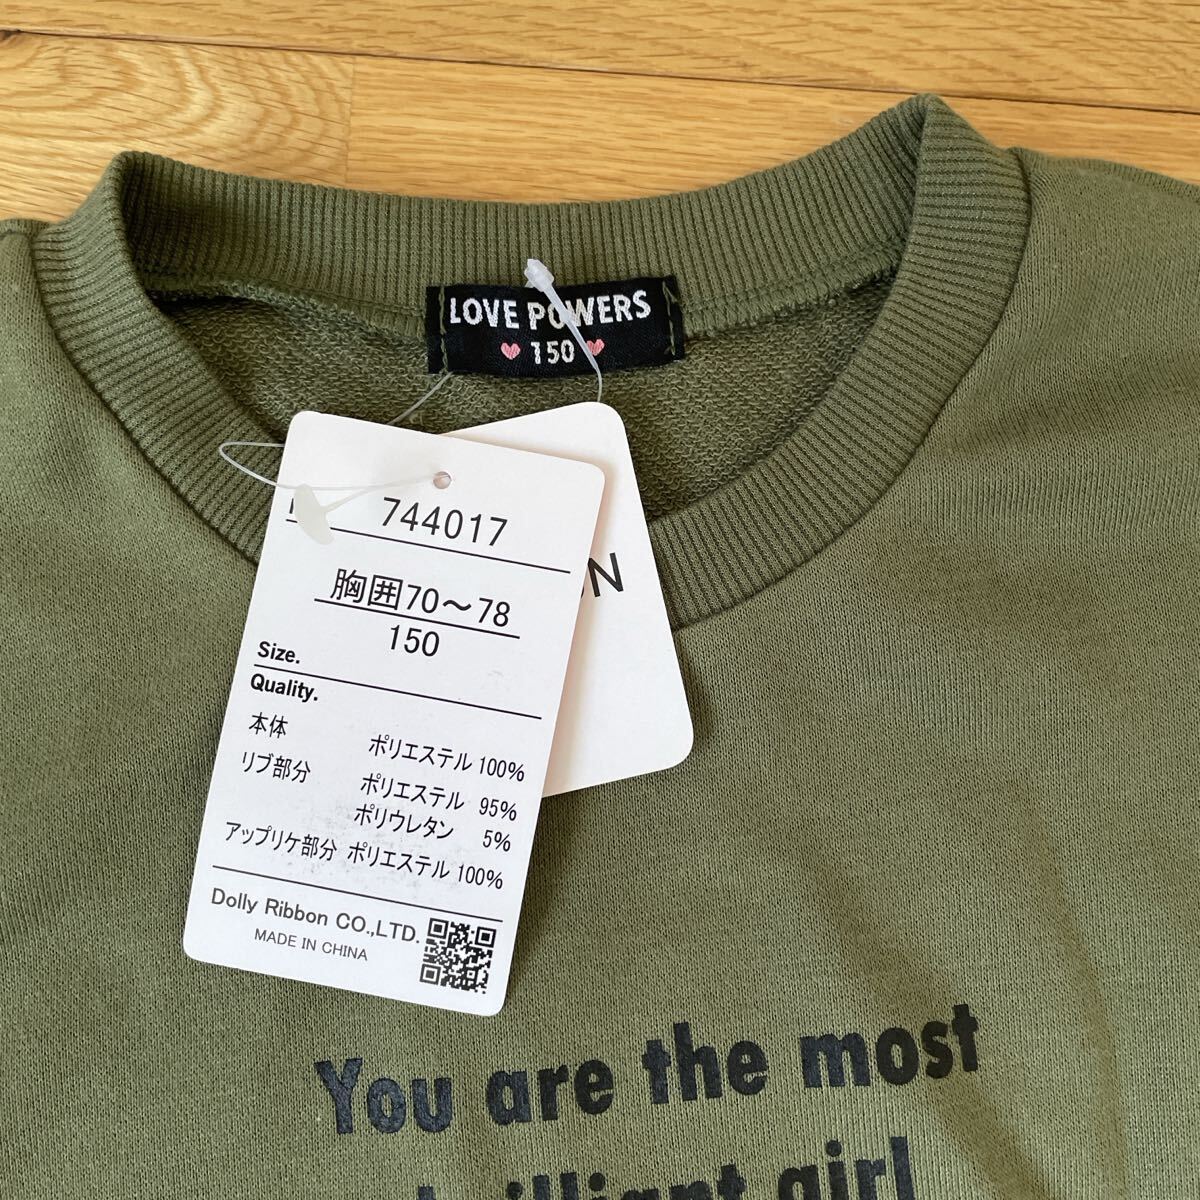 LOVE POWERS
150
744017
胸囲70～78
150
Size.
Quality.
本体 ポリエステル 100%
リブ部分 ポリエステル 95%
ポリウレタン 5%
アップリケ部分 ポリエステル 100%
Dolly Ribbon CO.,LTD.
MADE IN CHINA
You are the most
brilliant girl